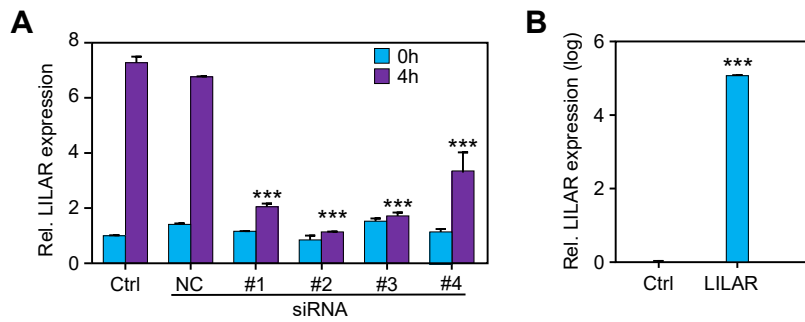 A
Rel. LILAR expression
8
6
4
2
0
0h
4h
***
***
***
***
Ctrl
NC
#1
#2
#3
#4
siRNA
B
Rel. LILAR expression (log)
6
4
2
0
***
Ctrl
LILAR